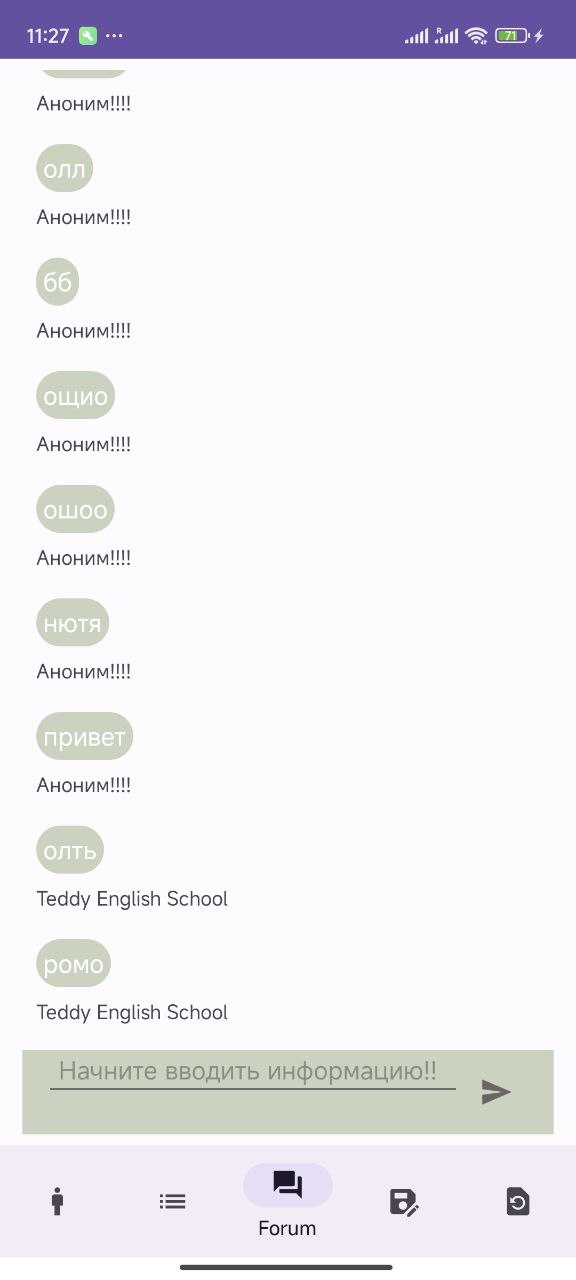 11:27
R
71
Аноним!!!!
олл
Аноним!!!!
бб
Аноним!!!!
ощио
Аноним!!!!
ошоо
Аноним!!!!
нютя
Аноним!!!!
привет
Аноним!!!!
олть
Teddy English School
ромо
Teddy English School
Начните вводить информацию!!
Forum